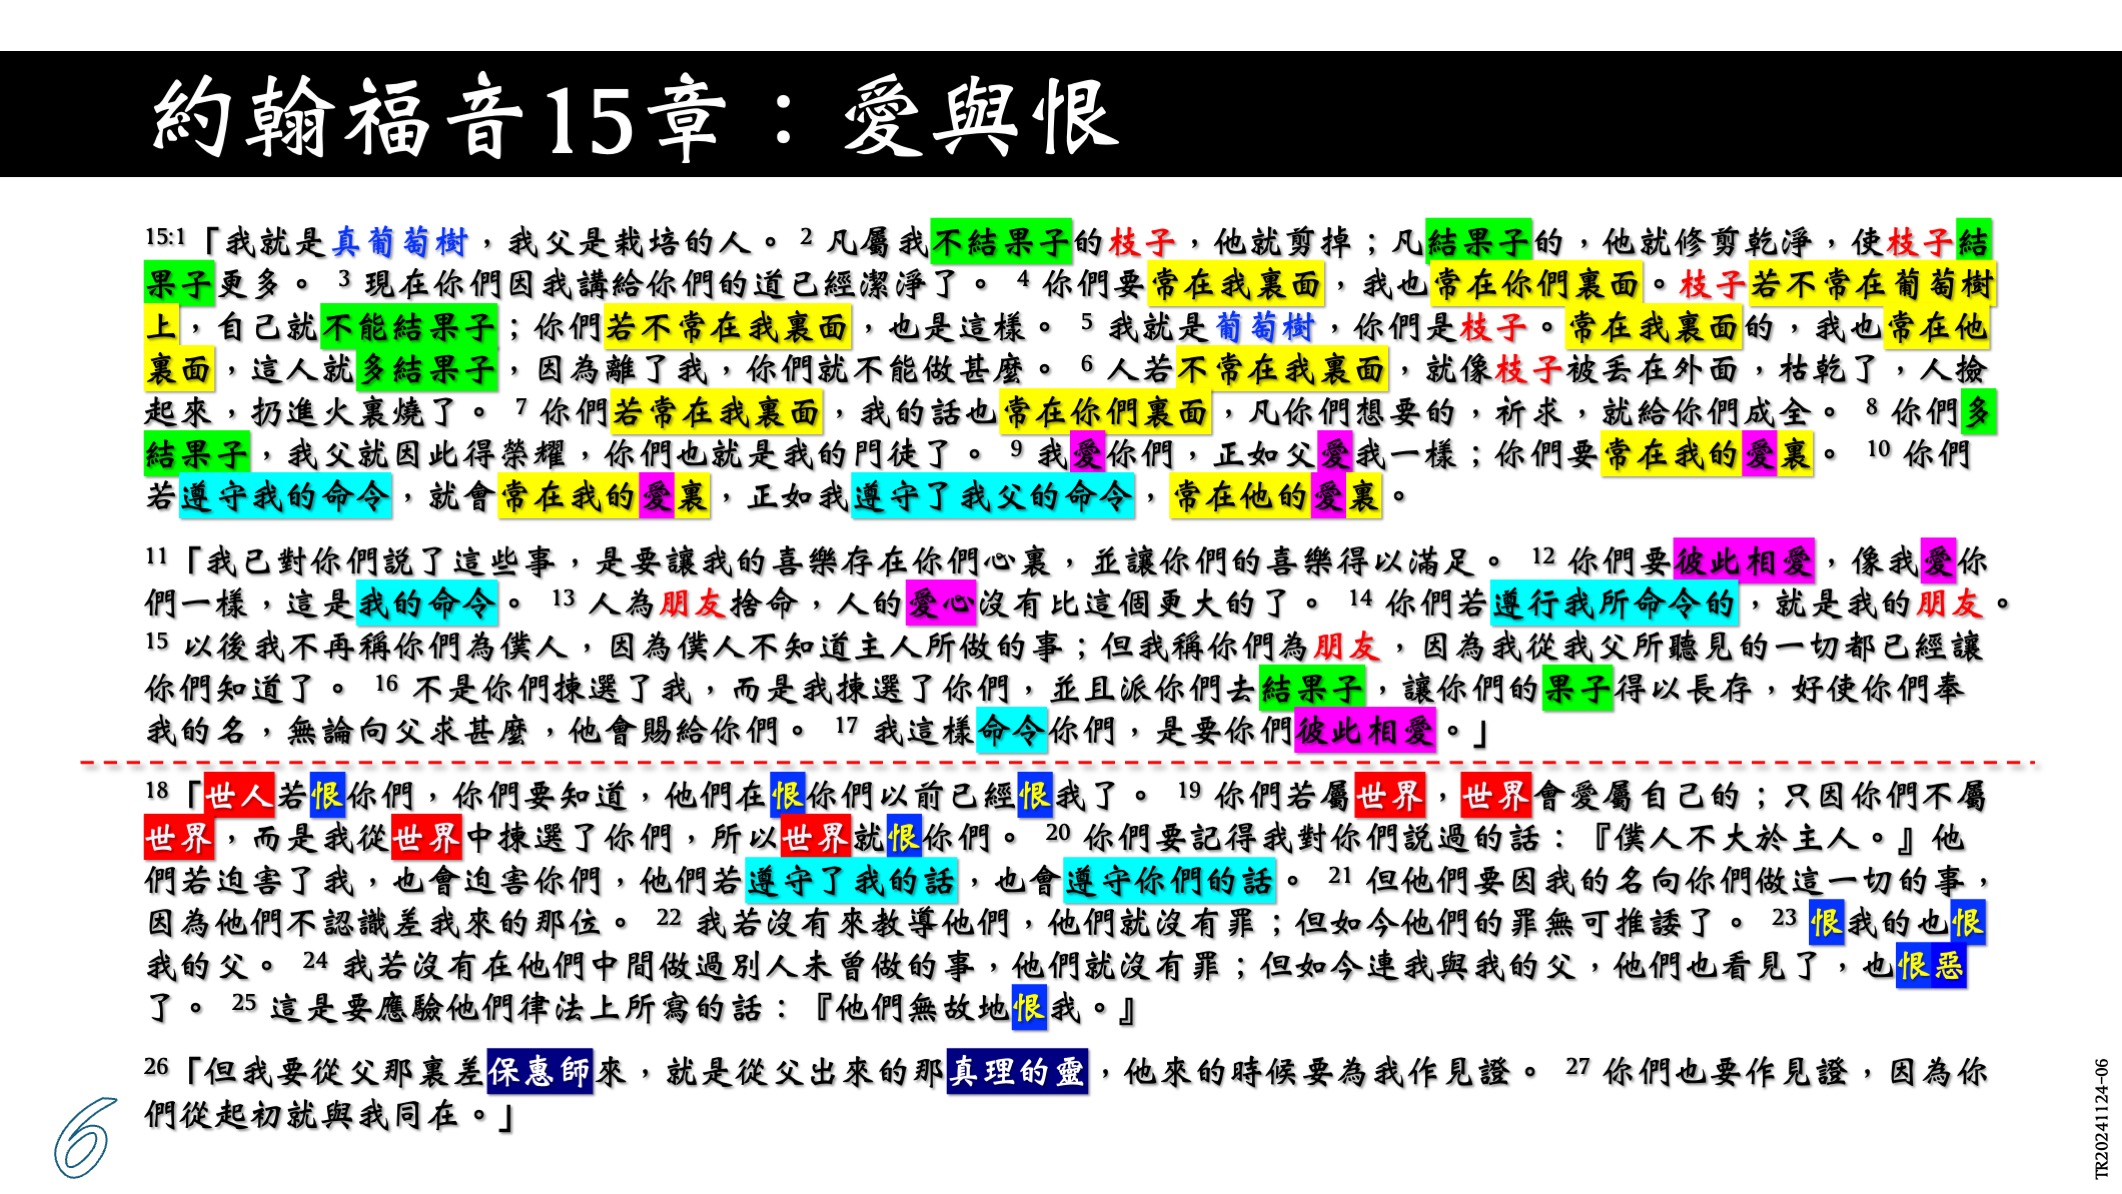 約翰福音15章：愛與恨
15:1「我就是真葡萄樹，我父是栽培的人。 2 凡屬我不結果子的枝子，他就剪掉；凡結果子的，他就修剪乾淨，使枝子結
果子更多。 3 現在你們因我講給你們的道已經潔淨了。 4 你們要常在我裏面，我也常在你們裏面。枝子若不常在葡萄樹
上，自己就不能結果子；你們若不常在我裏面，也是這樣。 5 我就是葡萄樹，你們是枝子。常在我裏面的，我也常在他
裏面，這人就多結果子，因為離了我，你們就不能做甚麼。 6 人若不常在我裏面，就像枝子被丟在外面，枯乾了，人撿
起來，扔進火裏燒了。 7 你們若常在我裏面，我的話也常在你們裏面，凡你們想要的，祈求，就給你們成全。 8 你們多
結果子，我父就因此得榮耀，你們也就是我的門徒了。 9 我愛你們，正如父愛我一樣；你們要常在我的愛裏。 10 你們
若遵守我的命令，就會常在我的愛裏，正如我遵守了我父的命令，常在他的愛裏。
11「我已對你們說了這些事，是要讓我的喜樂存在你們心裏，並讓你們的喜樂得以滿足。 12 你們要彼此相愛，像我愛你
們一樣，這是我的命令。 13 人為朋友捨命，人的愛心沒有比這個更大的了。 14 你們若遵行我所命令的，就是我的朋友。
15 以後我不再稱你們為僕人，因為僕人不知道主人所做的事；但我稱你們為朋友，因為我從我父所聽見的一切都已經讓
你們知道了。 16 不是你們揀選了我，而是我揀選了你們，並且派你們去結果子，讓你們的果子得以長存，好使你們奉
我的名，無論向父求甚麼，他會賜給你們。 17 我這樣命令你們，是要你們彼此相愛。」
18「世人若恨你們，你們要知道，他們在恨你們以前已經恨我了。 19 你們若屬世界，世界會愛屬自己的；只因你們不屬
世界，而是我從世界中揀選了你們，所以世界就恨你們。 20 你們要記得我對你們說過的話：『僕人不大於主人。』他
們若迫害了我，也會迫害你們，他們若遵守了我的話，也會遵守你們的話。 21 但他們要因我的名向你們做這一切的事，
因為他們不認識差我來的那位。 22 我若沒有來教導他們，他們就沒有罪；但如今他們的罪無可推諉了。 23 恨我的也恨
我的父。 24 我若沒有在他們中間做過別人未曾做的事，他們就沒有罪；但如今連我與我的父，他們也看見了，也恨惡
了。 25 這是要應驗他們律法上所寫的話：『他們無故地恨我。』
26「但我要從父那裏差保惠師來，就是從父出來的那真理的靈，他來的時候要為我作見證。 27 你們也要作見證，因為你
們從起初就與我同在。」
6
TR20241124-06